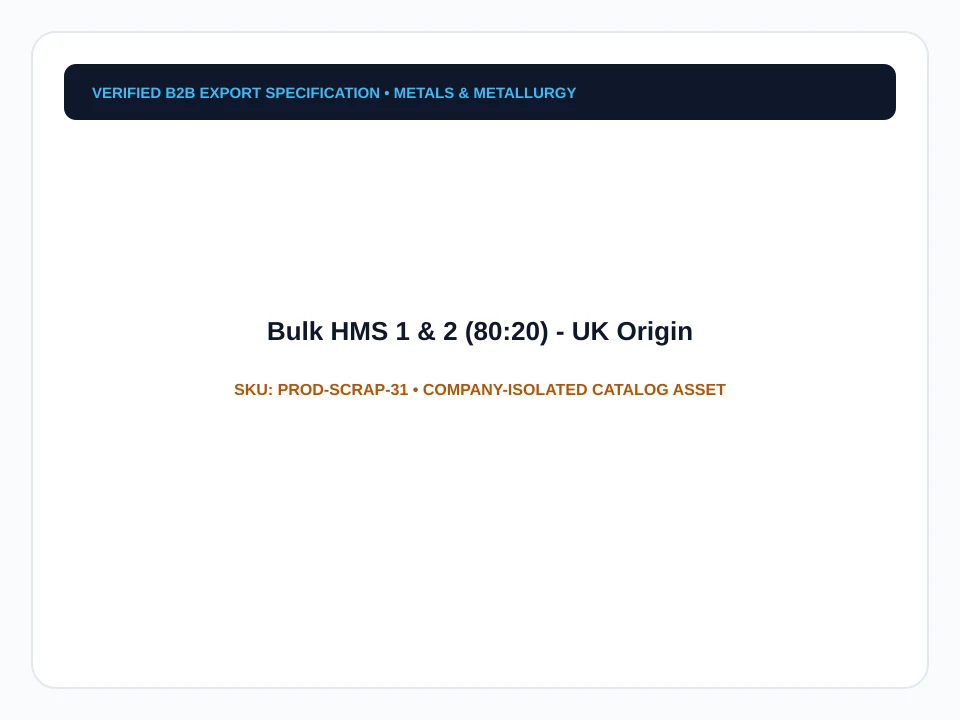 VERIFIED B2B EXPORT SPECIFICATION • METALS & METALLURGY
Bulk HMS 1 & 2 (80:20) - UK Origin
SKU: PROD-SCRAP-31 • COMPANY-ISOLATED CATALOG ASSET